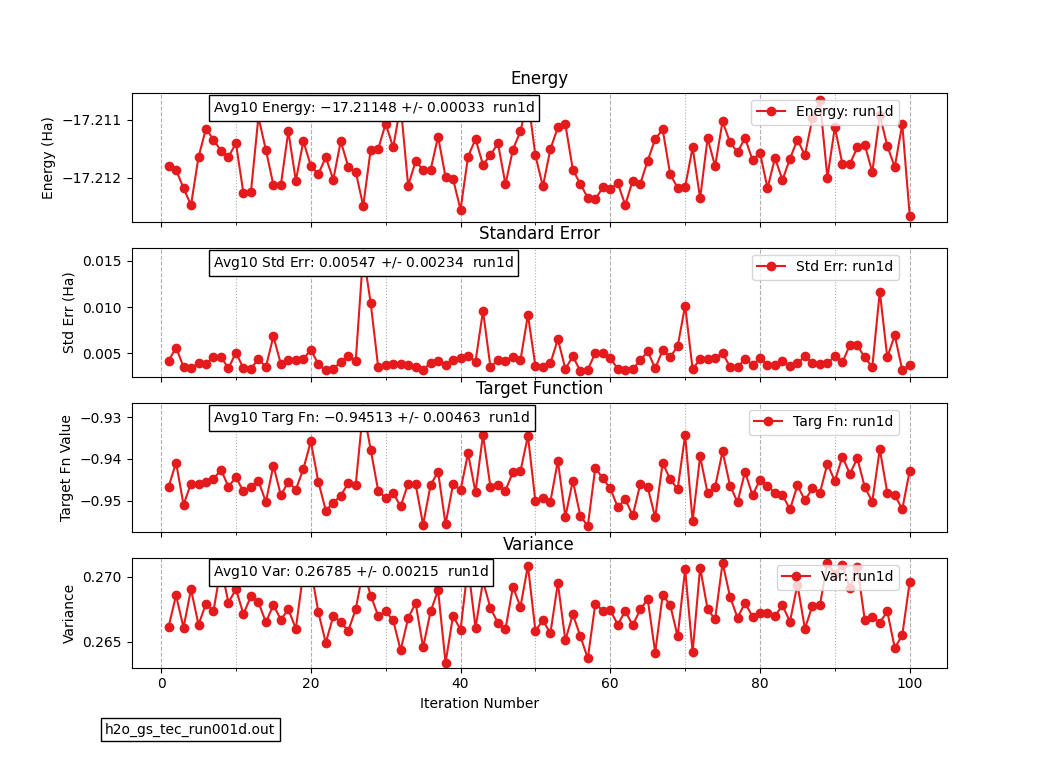 Energy
Avg10 Energy: −17.21148 +/- 0.00033 run1d
Energy: run1d
Energy (Ha)
−17.211
−17.212
Standard Error
Avg10 Std Err: 0.00547 +/- 0.00234 run1d
Std Err: run1d
Std Err (Ha)
0.015
0.010
0.005
Target Function
Avg10 Targ Fn: −0.94513 +/- 0.00463 run1d
Targ Fn: run1d
Target Fn Value
−0.93
−0.94
−0.95
Variance
Avg10 Var: 0.26785 +/- 0.00215 run1d
Var: run1d
Variance
0.270
0.265
0 20 40 60 80 100
Iteration Number
h2o_gs_tec_run001d.out